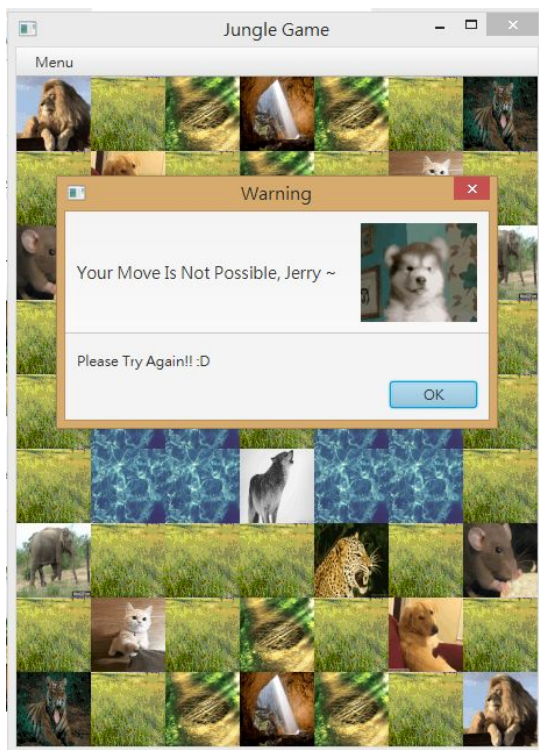 Jungle Game
Menu
Warning
Your Move Is Not Possible, Jerry ~
Please Try Again!! :D
OK